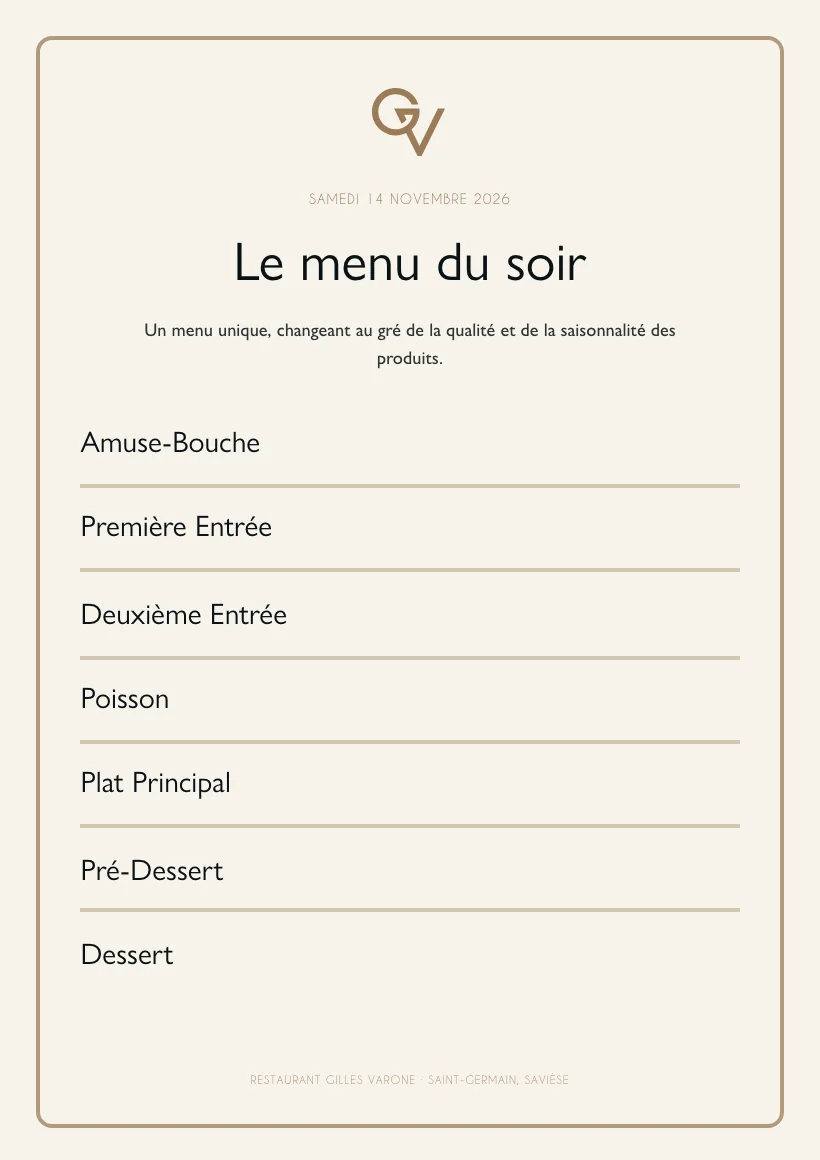 GV
SAMEDI 14 NOVEMBRE 2026
Le menu du soir
Un menu unique, changeant au gré de la qualité et de la saisonnalité des
produits.
Amuse-Bouche
Première Entrée
Deuxième Entrée
Poisson
Plat Principal
Pré-Dessert
Dessert
RESTAURANT GILLES VARONE · SAINT-GERMAIN, SAVIÈSE